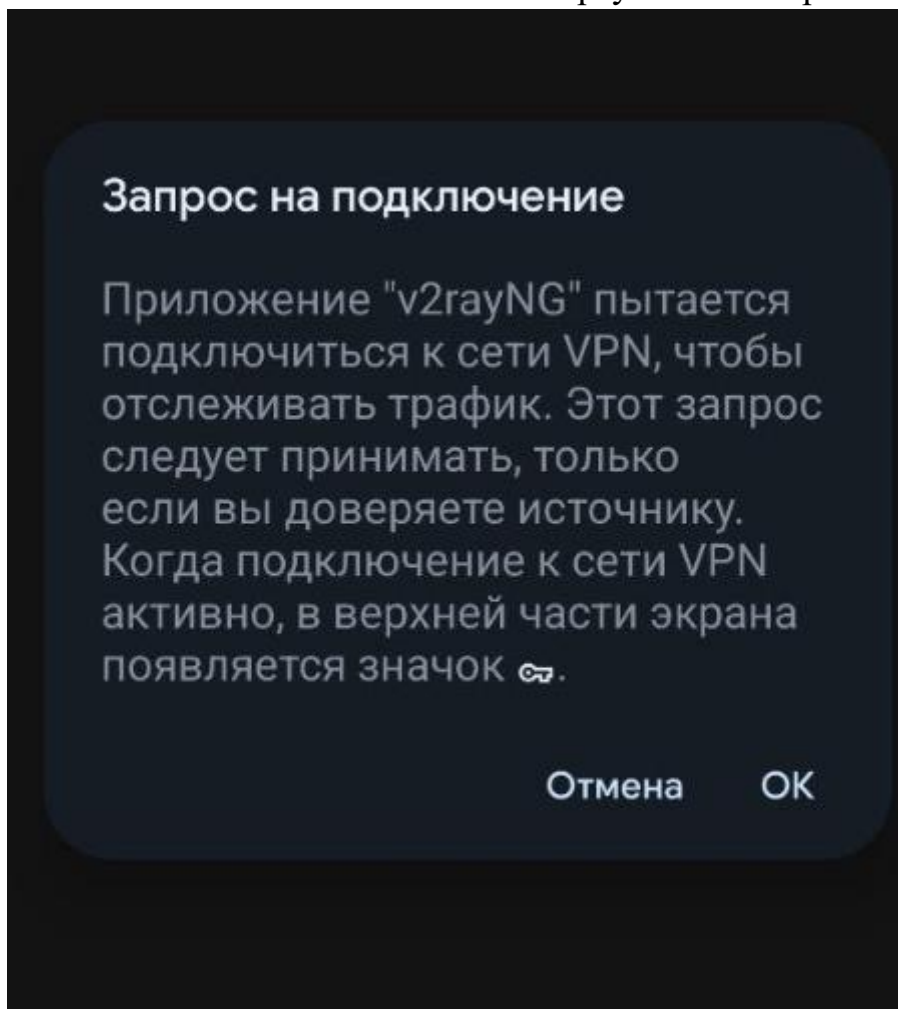 Запрос на подключение
Приложение "v2rayNG" пытается
подключиться к сети VPN, чтобы
отслеживать трафик. Этот запрос
следует принимать, только
если вы доверяете источнику.
Когда подключение к сети VPN
активно, в верхней части экрана
появляется значок .
Отмена ОК